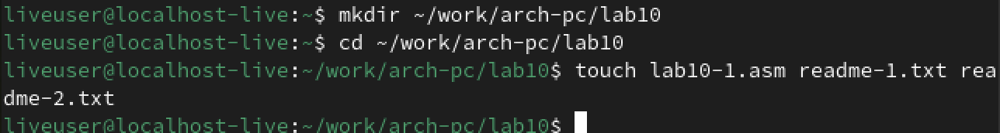 liveuser@localhost-live:~$ mkdir ~/work/arch-pc/lab10
liveuser@localhost-live:~$ cd ~/work/arch-pc/lab10
liveuser@localhost-live:~/work/arch-pc/lab10$ touch lab10-1.asm readme-1.txt rea
dme-2.txt
liveuser@localhost-live:~/work/arch-pc/lab10$